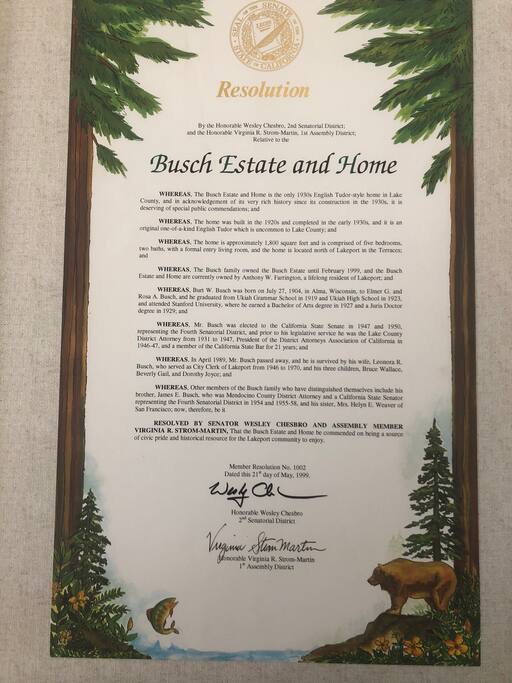 SEAL OF THE SENATE
STATE OF CALIFORNIA
Resolution
By the Honorable Wesley Chesbro, 2nd Senatorial District;
and the Honorable Virginia R. Strom-Martin, 1st Assembly District;
Relative to the
Busch Estate and Home
WHEREAS, The Busch Estate and Home is the only 1930s English Tudor-style home in Lake
County, and in acknowledgement of its very rich history since its construction in the 1930s, it is
deserving of special public commendations; and
WHEREAS, The home was built in the 1920s and completed in the early 1930s, and it is an
original one-of-a-kind English Tudor which is uncommon to Lake County; and
WHEREAS, The home is approximately 1,800 square feet and is comprised of five bedrooms,
two baths, with a formal entry living room, and the home is located north of Lakeport in the Terraces;
and
WHEREAS, The Busch family owned the Busch Estate until February 1999, and the Busch
Estate and Home are currently owned by Anthony W. Farrington, a lifelong resident of Lakeport; and
WHEREAS, Burt W. Busch was born on July 27, 1904, in Alma, Wisconsin, to Elmer G. and
Rosa A. Busch, and he graduated from Ukiah Grammar School in 1919 and Ukiah High School in 1923,
and attended Stanford University, where he earned a Bachelor of Arts degree in 1927 and a Juris Doctor
degree in 1929; and
WHEREAS, Mr. Busch was elected to the California State Senate in 1947 and 1950,
representing the Fourth Senatorial District, and prior to his legislative service he was the Lake County
District Attorney from 1931 to 1947, President of the District Attorneys Association of California in
1946-47, and a member of the California State Bar for 21 years; and
WHEREAS, In April 1989, Mr. Busch passed away, and he is survived by his wife, Leonora R.
Busch, who served as City Clerk of Lakeport from 1946 to 1970, and his three children, Bruce Wallace,
Beverly Gail, and Dorothy Joyce; and
WHEREAS, Other members of the Busch family who have distinguished themselves include his
brother, James E. Busch, who was Mendocino County District Attorney and a California State Senator
representing the Fourth Senatorial District in 1954 and 1955-58, and his sister, Mrs. Helyn E. Weaver of
San Francisco; now, therefore, be it
RESOLVED BY SENATOR WESLEY CHESBRO AND ASSEMBLY MEMBER
VIRGINIA R. STROM-MARTIN, That the Busch Estate and Home be commended on being a source
of civic pride and historical resource for the Lakeport community to enjoy.
Member Resolution No. 1002
Dated this 21st day of May, 1999.
Honorable Wesley Chesbro
2nd Senatorial District
Virginia Strom Martin
Honorable Virginia R. Strom-Martin
1st Assembly District